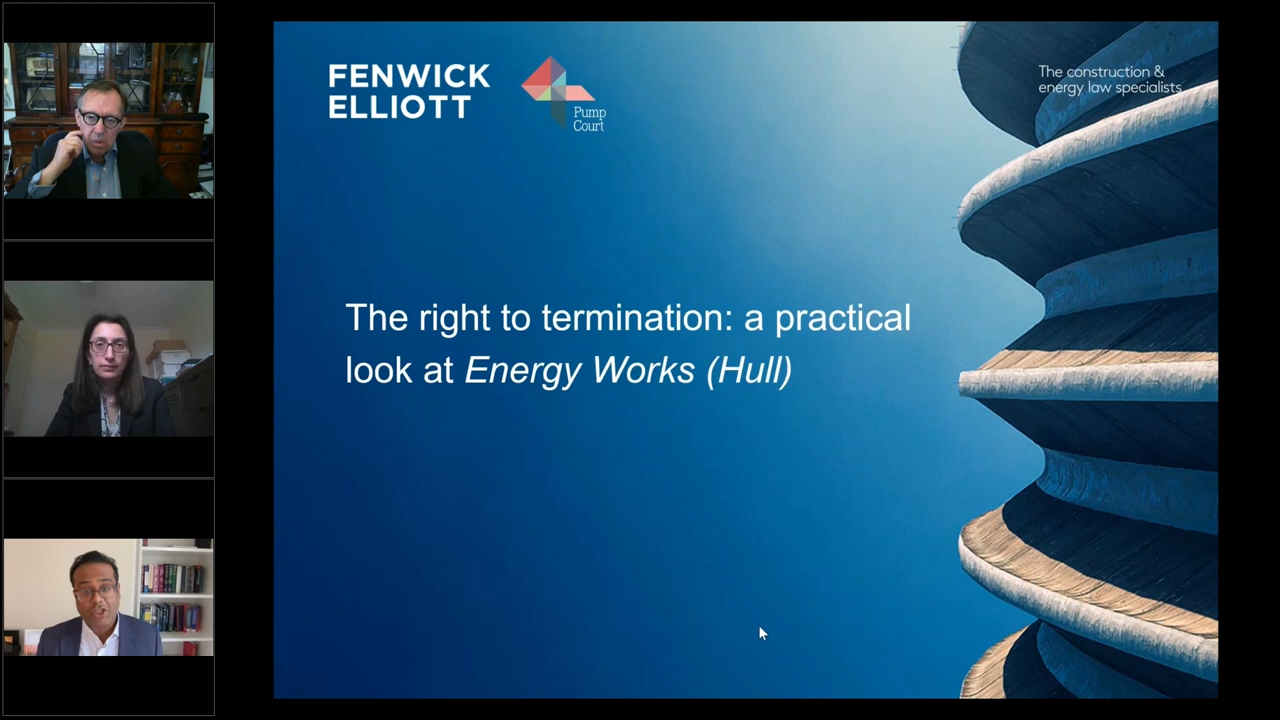 FENWICK
ELLIOTT
Pump
Court
The construction &
energy law specialists
The right to termination: a practical
look at Energy Works (Hull)